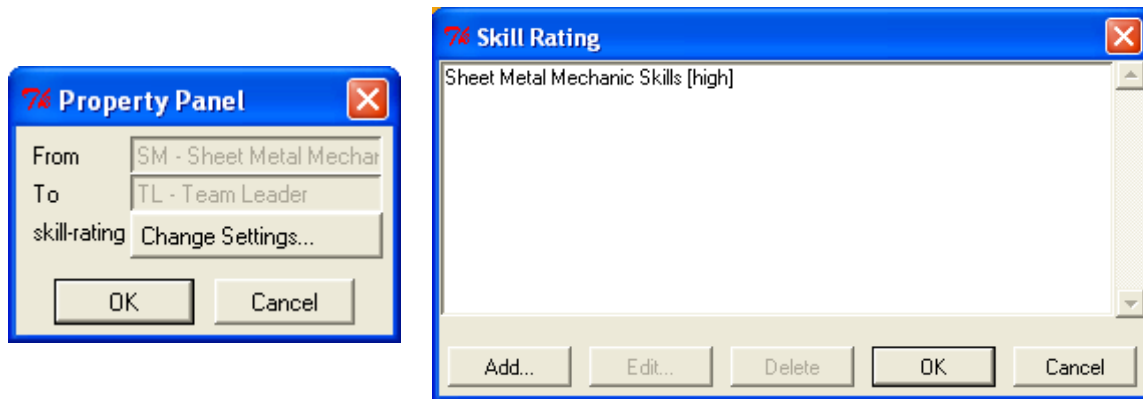 Property Panel
From SM - Sheet Metal Mechar
To TL - Team Leader
skill-rating Change Settings...
OK Cancel
Skill Rating
Sheet Metal Mechanic Skills [high]
Add... Edit... Delete OK Cancel